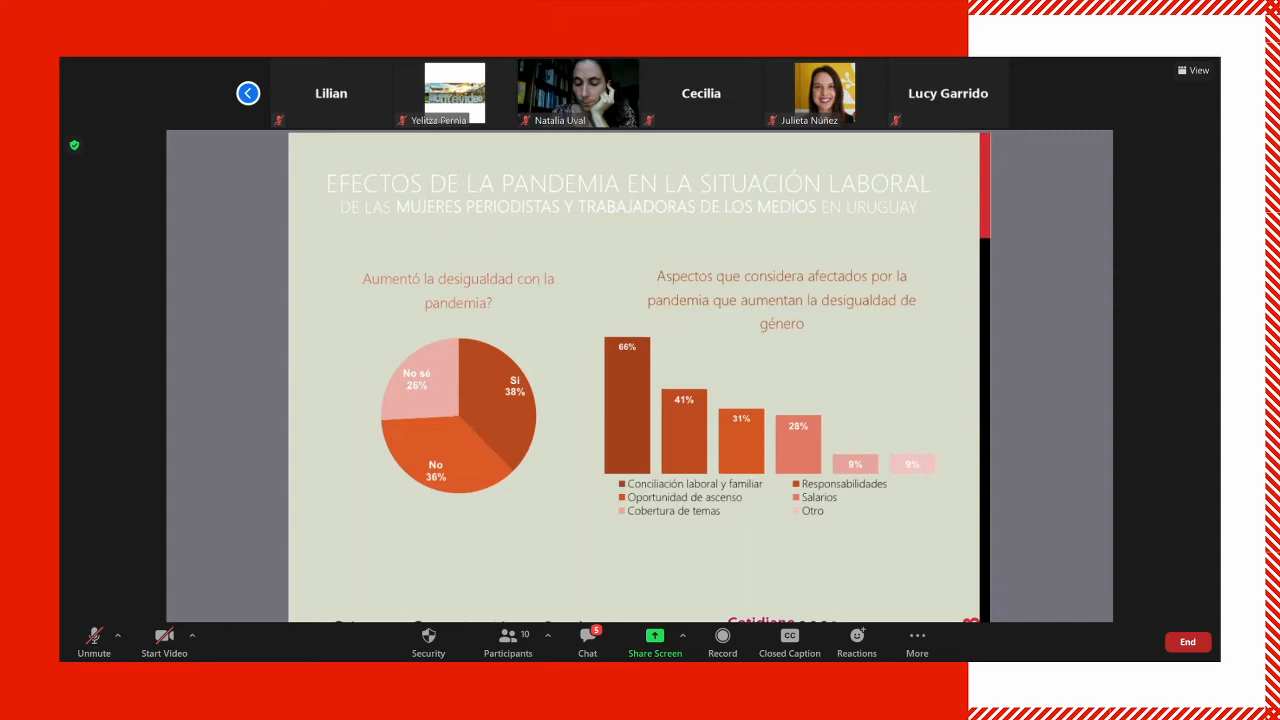 View
Lilian
Yelitza Pernia
Natalia Uval
Cecilia
Julieta Nuñez
Lucy Garrido
EFECTOS DE LA PANDEMIA EN LA SITUACIÓN LABORAL
DE LAS MUJERES PERIODISTAS Y TRABAJADORAS DE LOS MEDIOS EN URUGUAY
Aumentó la desigualdad con la
pandemia?
No sé
26%
Si
38%
No
36%
Aspectos que considera afectados por la
pandemia que aumentan la desigualdad de
género
66%
41%
31%
28%
9%
9%
Conciliación laboral y familiar
Responsabilidades
Oportunidad de ascenso
Salarios
Cobertura de temas
Otro
Unmute
Start Video
Security
Participants
10
Chat
5
Share Screen
Record
CC
Closed Caption
Reactions
More
End